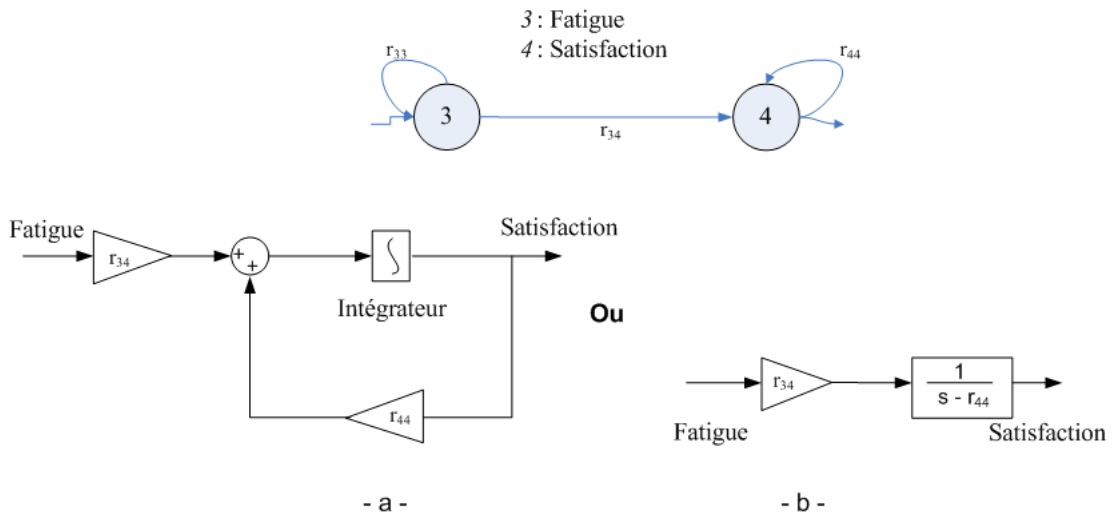 3 : Fatigue
4 : Satisfaction
r33
r44
3
4
r34
Fatigue
Satisfaction
r34
+
+
∫
Intégrateur
Ou
r44
r34
1
s - r44
Fatigue
Satisfaction
- a -
- b -